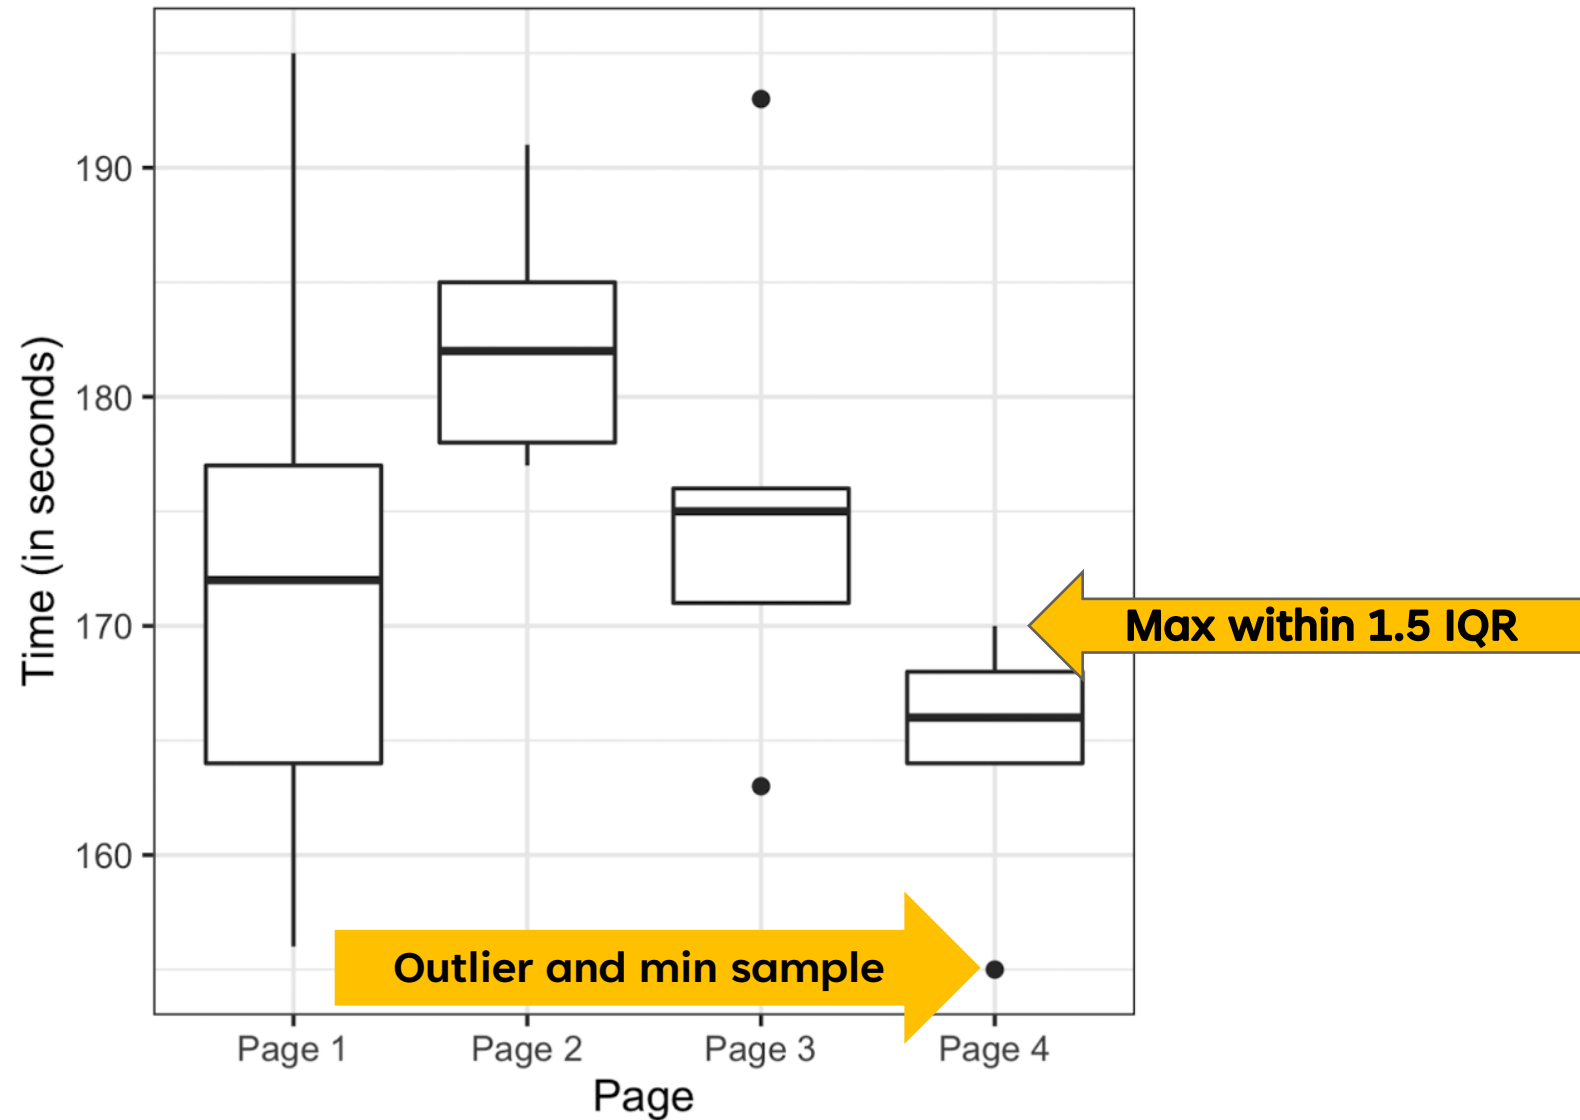 Time (in seconds)
190
180
170
160
Max within 1.5 IQR
Outlier and min sample
Page 1
Page 2
Page 3
Page 4
Page